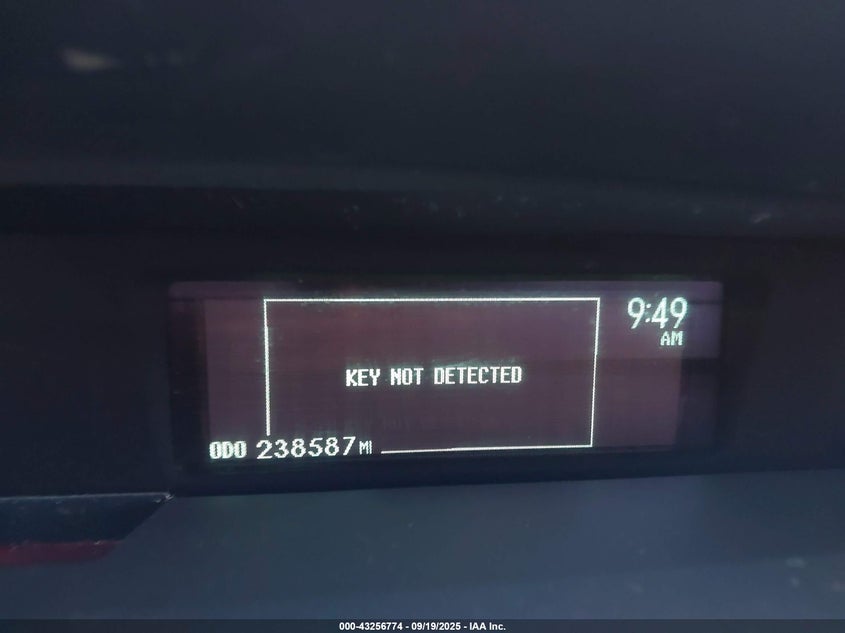 9:49
AM
KEY NOT DETECTED
ODO 238587 MI
000-43256774 - 09/19/2025 - IAA Inc.